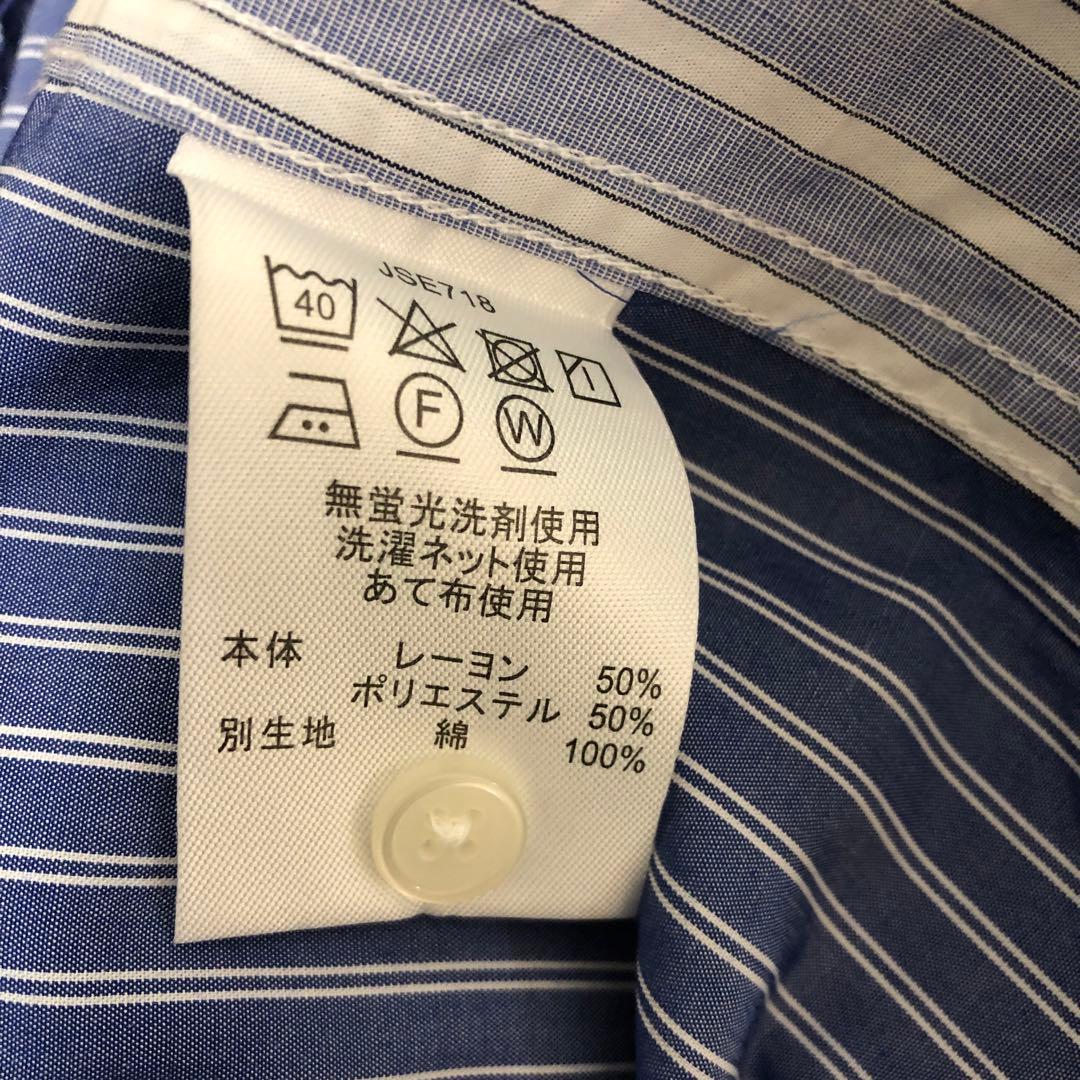 JSE718
40
F W
無蛍光洗剤使用
洗濯ネット使用
あて布使用
本体 レーヨン 50%
ポリエステル 50%
別生地 綿 100%